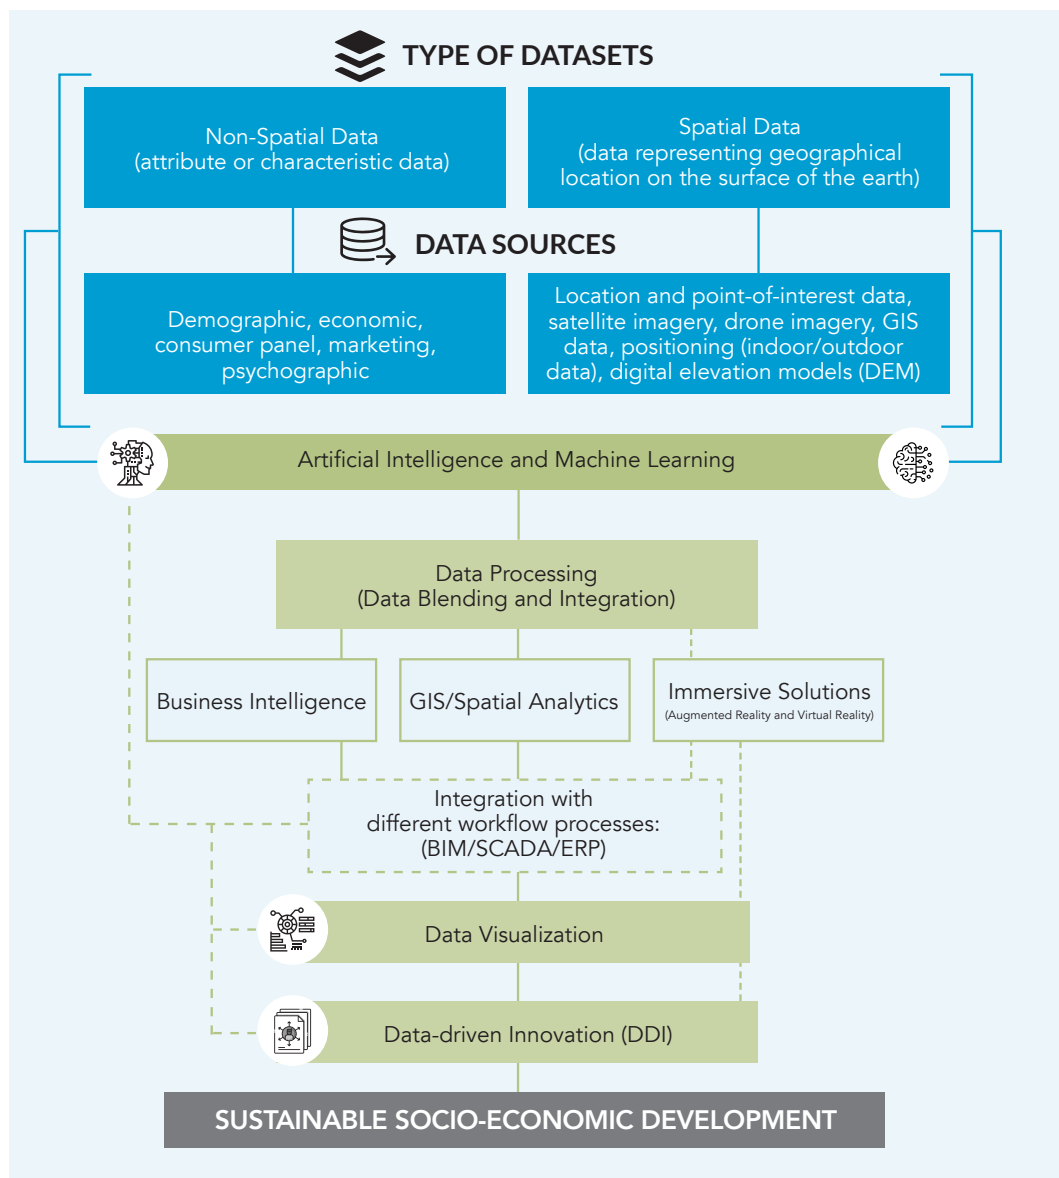 TYPE OF DATASETS
Non-Spatial Data
(attribute or characteristic data)
Spatial Data
(data representing geographical
location on the surface of the earth)
DATA SOURCES
Demographic, economic,
consumer panel, marketing,
psychographic
Location and point-of-interest data,
satellite imagery, drone imagery, GIS
data, positioning (indoor/outdoor
data), digital elevation models (DEM)
Artificial Intelligence and Machine Learning
Data Processing
(Data Blending and Integration)
Business Intelligence
GIS/Spatial Analytics
Immersive Solutions
(Augmented Reality and Virtual Reality)
Integration with
different workflow processes:
(BIM/SCADA/ERP)
Data Visualization
Data-driven Innovation (DDI)
SUSTAINABLE SOCIO-ECONOMIC DEVELOPMENT